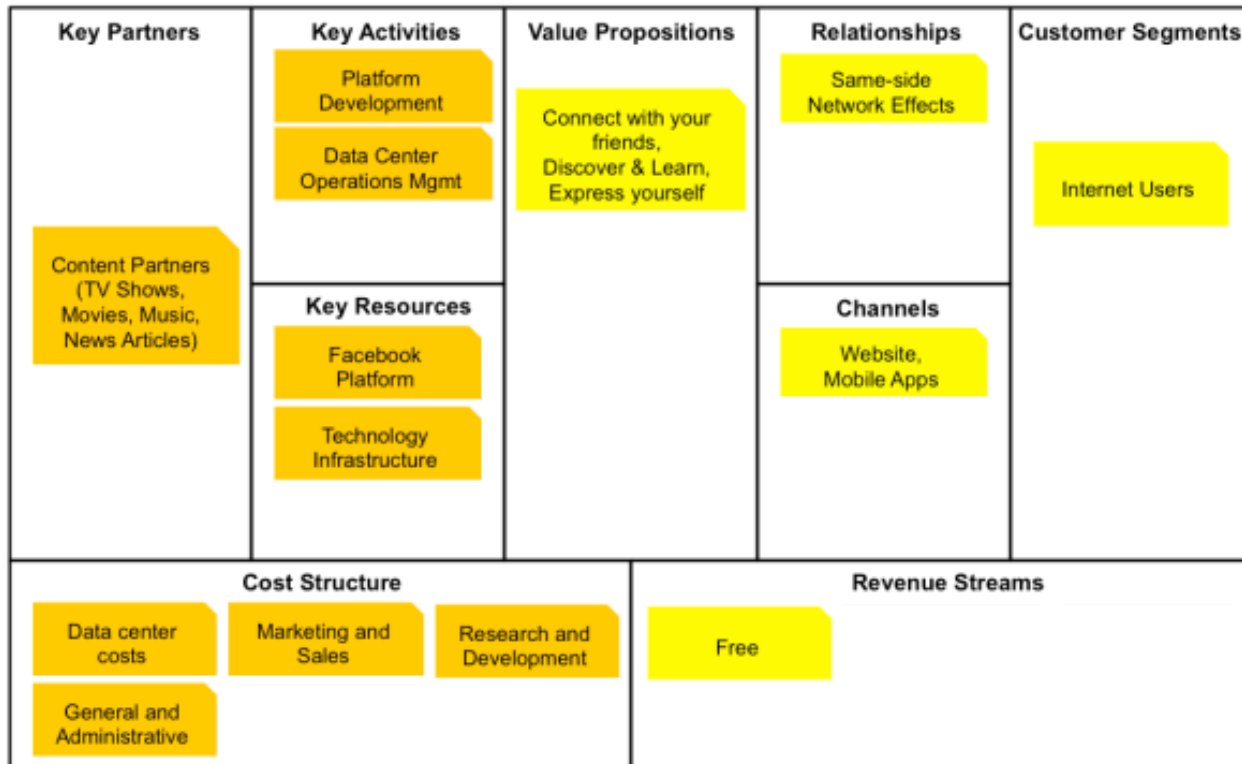 Key Partners
Content Partners
(TV Shows,
Movies, Music,
News Articles)
Key Activities
Platform
Development
Data Center
Operations Mgmt
Key Resources
Facebook
Platform
Technology
Infrastructure
Value Propositions
Connect with your
friends,
Discover & Learn,
Express yourself
Relationships
Same-side
Network Effects
Channels
Website,
Mobile Apps
Customer Segments
Internet Users
Cost Structure
Data center
costs
Marketing and
Sales
Research and
Development
General and
Administrative
Revenue Streams
Free